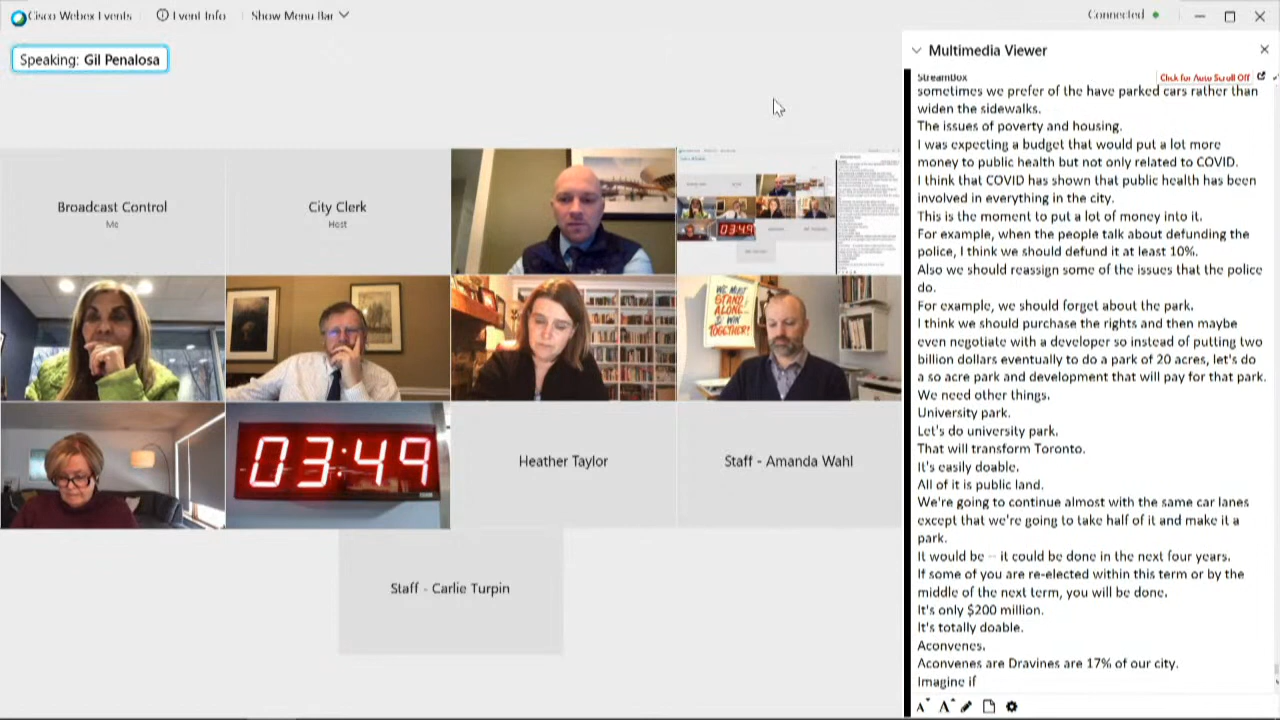 Cisco Webex Events
Event Info
Show Menu Bar
Connected
Speaking: Gil Penalosa
Multimedia Viewer
StreamBox
Click for Auto Scroll Off
sometimes we prefer of the have parked cars rather than
widen the sidewalks.
The issues of poverty and housing.
I was expecting a budget that would put a lot more
money to public health but not only related to COVID.
I think that COVID has shown that public health has been
involved in everything in the city.
This is the moment to put a lot of money into it.
For example, when the people talk about defunding the
police, I think we should defund it at least 10%.
Also we should reassign some of the issues that the police
do.
For example, we should forget about the park.
I think we should purchase the rights and then maybe
even negotiate with a developer so instead of putting two
billion dollars eventually to do a park of 20 acres, let's do
a so acre park and development that will pay for that park.
We need other things.
University park.
Let's do university park.
That will transform Toronto.
It's easily doable.
All of it is public land.
We're going to continue almost with the same car lanes
except that we're going to take half of it and make it a
park.
It would be -- it could be done in the next four years.
If some of you are re-elected within this term or by the
middle of the next term, you will be done.
It's only $200 million.
It's totally doable.
Aconvenes.
Aconvenes are Dravines are 17% of our city.
Imagine if
Broadcast Control
Me
City Clerk
Host
03:49
WE MUST
STAND
ALONE...
& WIN
TOGETHER!
03:49
Heather Taylor
Staff - Amanda Wahl
Staff - Carlie Turpin